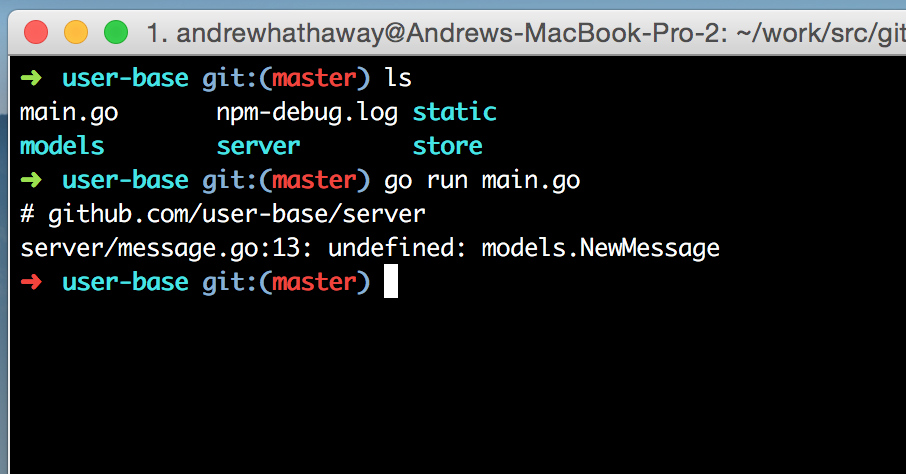 1. andrewhathaway@Andrews-MacBook-Pro-2: ~/work/src/git
➜ user-base git:(master) ls
main.go npm-debug.log static
models server store
➜ user-base git:(master) go run main.go
# github.com/user-base/server
server/message.go:13: undefined: models.NewMessage
➜ user-base git:(master)